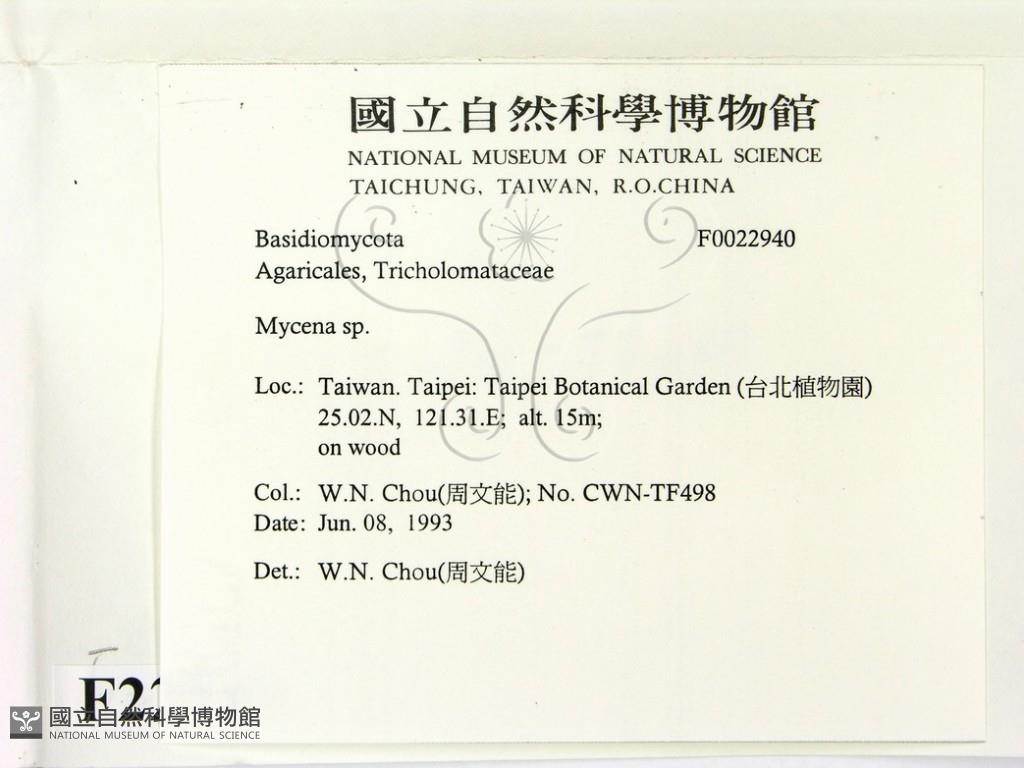 國立自然科學博物館
NATIONAL MUSEUM OF NATURAL SCIENCE
TAICHUNG, TAIWAN, R.O.CHINA
Basidiomycota F0022940
Agaricales, Tricholomataceae
Mycena sp.
Loc.: Taiwan. Taipei: Taipei Botanical Garden (台北植物園)
25.02.N, 121.31.E; alt. 15m;
on wood
Col.: W.N. Chou(周文能); No. CWN-TF498
Date: Jun. 08, 1993
Det.: W.N. Chou(周文能)
F22
國立自然科學博物館
NATIONAL MUSEUM OF NATURAL SCIENCE